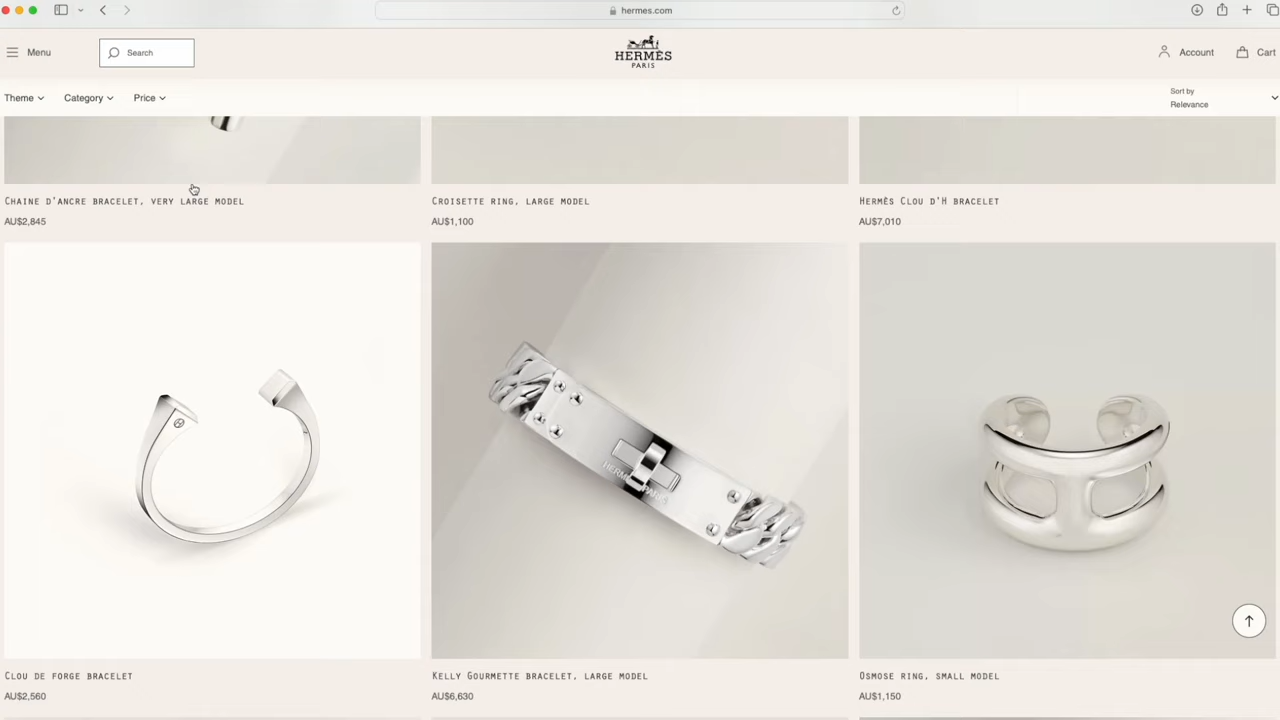 hermes.com
Menu
Search
HERMÈS
PARIS
Account
Cart
Theme
Category
Price
Sort by
Relevance
Chaine d'ancre bracelet, very large model
AU$2,845
Croisette ring, large model
AU$1,100
Hermès Clou d'H bracelet
AU$7,010
HERMÈS PARIS
Clou de forge bracelet
AU$2,560
Kelly Gourmette bracelet, large model
AU$6,630
Osmose ring, small model
AU$1,150